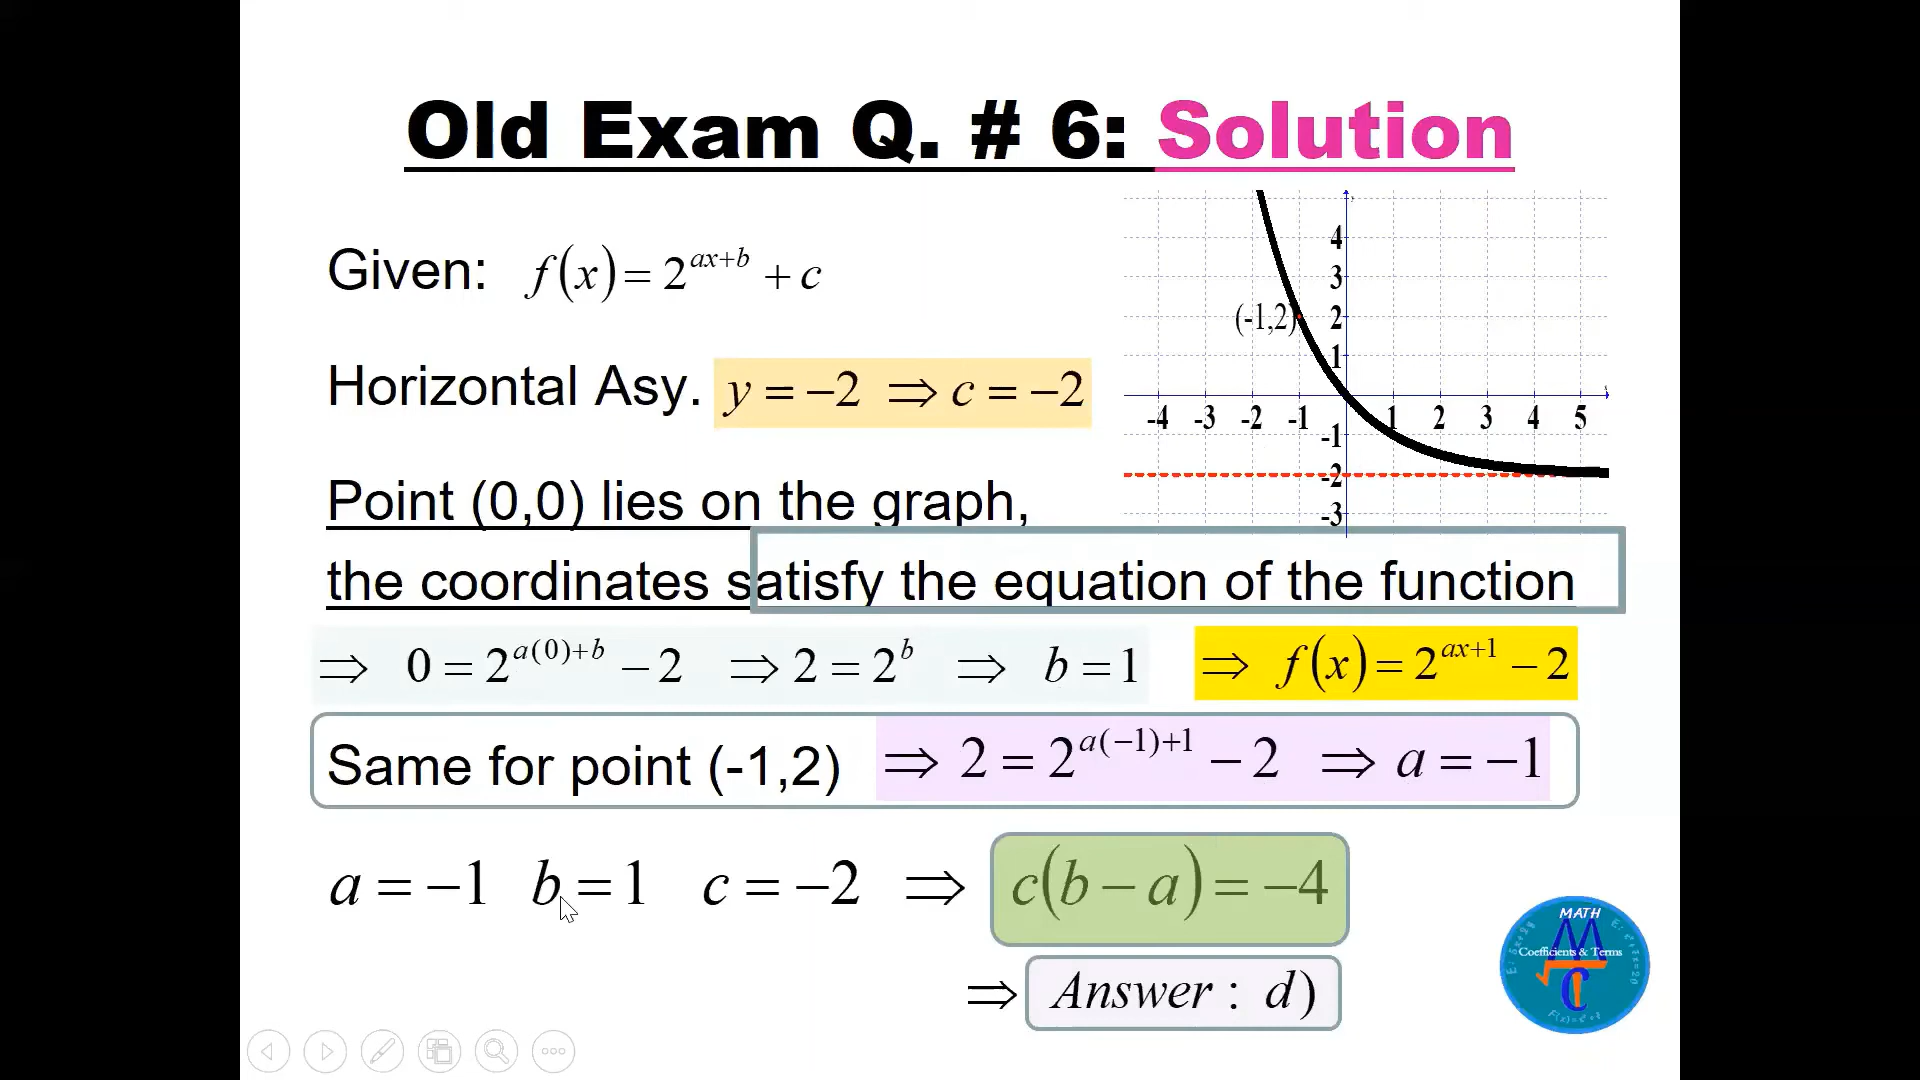 Old Exam Q. # 6: Solution
Given: f(x) = 2^{ax+b} + c
Horizontal Asy. y = −2 ⇒ c = −2
Point (0,0) lies on the graph,
the coordinates satisfy the equation of the function
⇒ 0 = 2^{a(0)+b} − 2 ⇒ 2 = 2^b ⇒ b = 1 ⇒ f(x) = 2^{ax+1} − 2
Same for point (-1,2) ⇒ 2 = 2^{a(−1)+1} − 2 ⇒ a = −1
a = −1 b = 1 c = −2 ⇒ c(b − a) = −4
⇒ Answer : d)
4
3
(-1,2) 2
1
-4 -3 -2 -1 1 2 3 4 5
-1
-2
-3
MATH
Coefficients & Terms
M
C